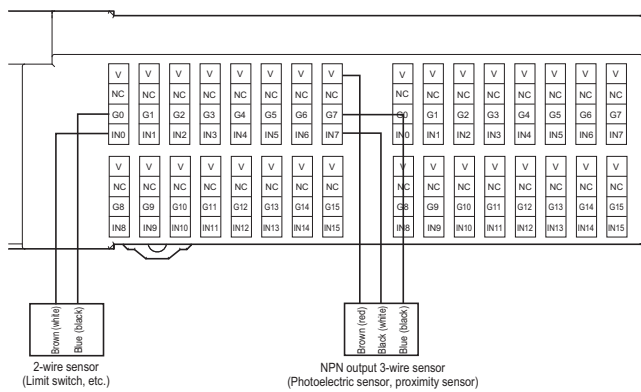 V V V V V V V V V V V V V V V V
NC NC NC NC NC NC NC NC NC NC NC NC NC NC NC NC
G0 G1 G2 G3 G4 G5 G6 G7 G0 G1 G2 G3 G4 G5 G6 G7
IN0 IN1 IN2 IN3 IN4 IN5 IN6 IN7 IN0 IN1 IN2 IN3 IN4 IN5 IN6 IN7
V V V V V V V V V V V V V V V V
NC NC NC NC NC NC NC NC NC NC NC NC NC NC NC NC
G8 G9 G10 G11 G12 G13 G14 G15 G8 G9 G10 G11 G12 G13 G14 G15
IN8 IN9 IN10 IN11 IN12 IN13 IN14 IN15 IN8 IN9 IN10 IN11 IN12 IN13 IN14 IN15
Brown (white)
Blue (black)
Brown (red)
Black (white)
Blue (black)
2-wire sensor
(Limit switch, etc.)
NPN output 3-wire sensor
(Photoelectric sensor, proximity sensor)